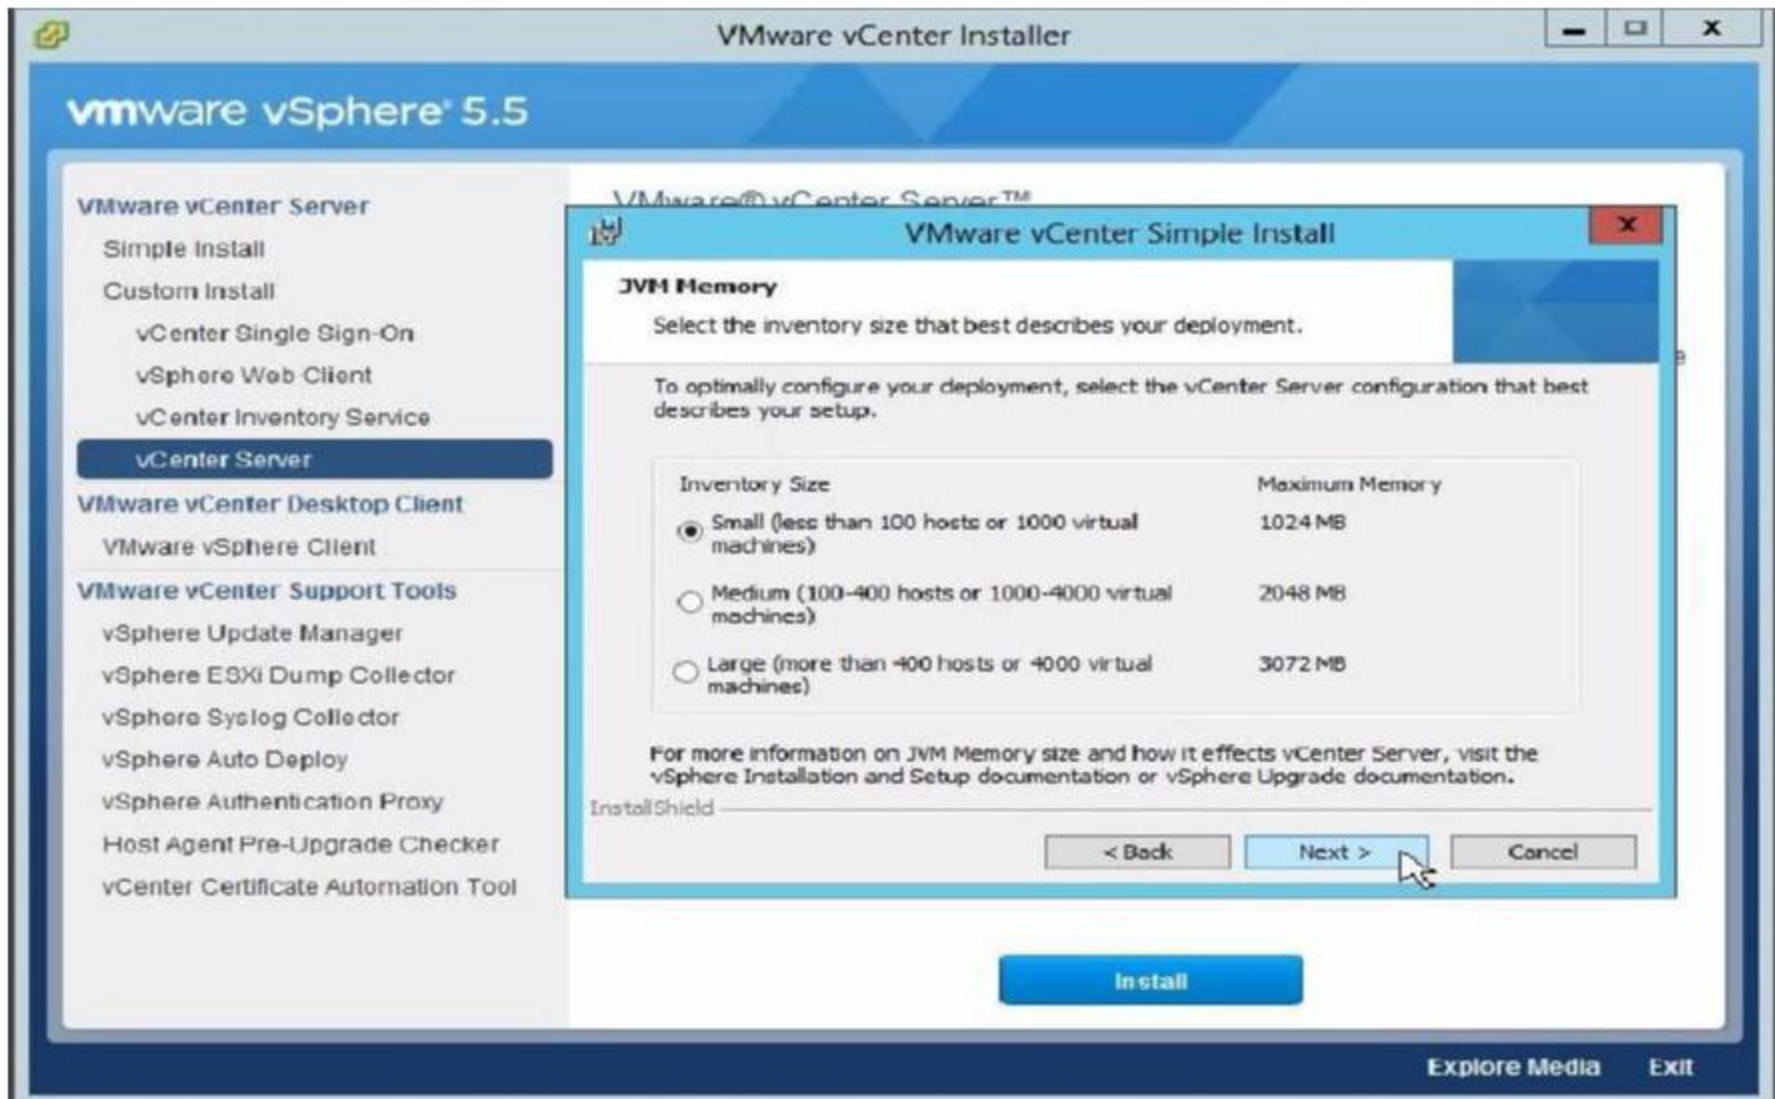 VMware vCenter Installer
vmware vSphere® 5.5
VMware vCenter Server
Simple Install
Custom Install
vCenter Single Sign-On
vSphere Web Client
vCenter Inventory Service
vCenter Server
VMware vCenter Desktop Client
VMware vSphere Client
VMware vCenter Support Tools
vSphere Update Manager
vSphere ESXi Dump Collector
vSphere Syslog Collector
vSphere Auto Deploy
vSphere Authentication Proxy
Host Agent Pre-Upgrade Checker
vCenter Certificate Automation Tool
VMware® vCenter Server™
VMware vCenter Simple Install
JVM Memory
Select the inventory size that best describes your deployment.
To optimally configure your deployment, select the vCenter Server configuration that best
describes your setup.
Inventory Size Maximum Memory
Small (less than 100 hosts or 1000 virtual 1024 MB
machines)
Medium (100-400 hosts or 1000-4000 virtual 2048 MB
machines)
Large (more than 400 hosts or 4000 virtual 3072 MB
machines)
For more information on JVM Memory size and how it effects vCenter Server, visit the
vSphere Installation and Setup documentation or vSphere Upgrade documentation.
InstallShield
< Back Next > Cancel
Install
Explore Media Exit